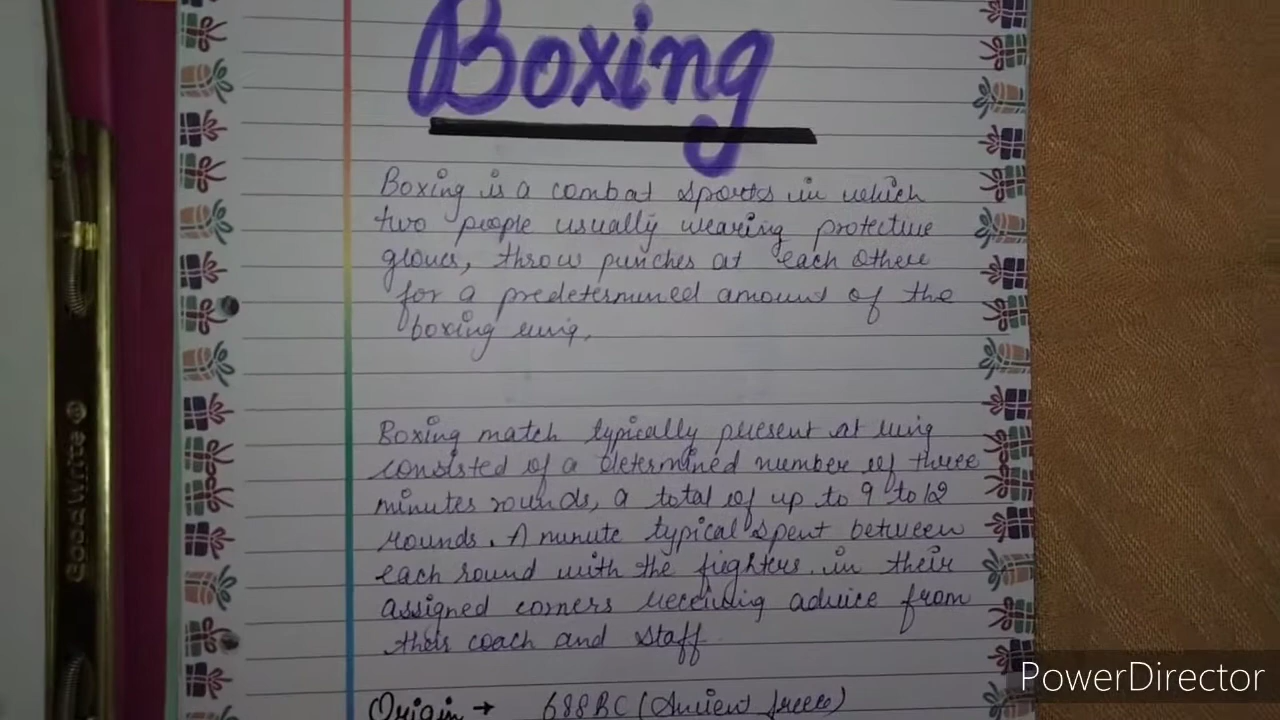 Boxing
Boxing is a combat sports in which
two people usually wearing protective
gloves, throw punches at each other
for a predetermined amount of the
boxing ring.
Boxing match typically present at ring
consisted of a determined number of three
minutes rounds, a total of up to 9 to 12
rounds. A minute typical spent between
each round with the fighters in their
assigned corners receiving advice from
their coach and staff
Origin → 688BC (Ancient Greece)
GoodWrite ®
PowerDirector